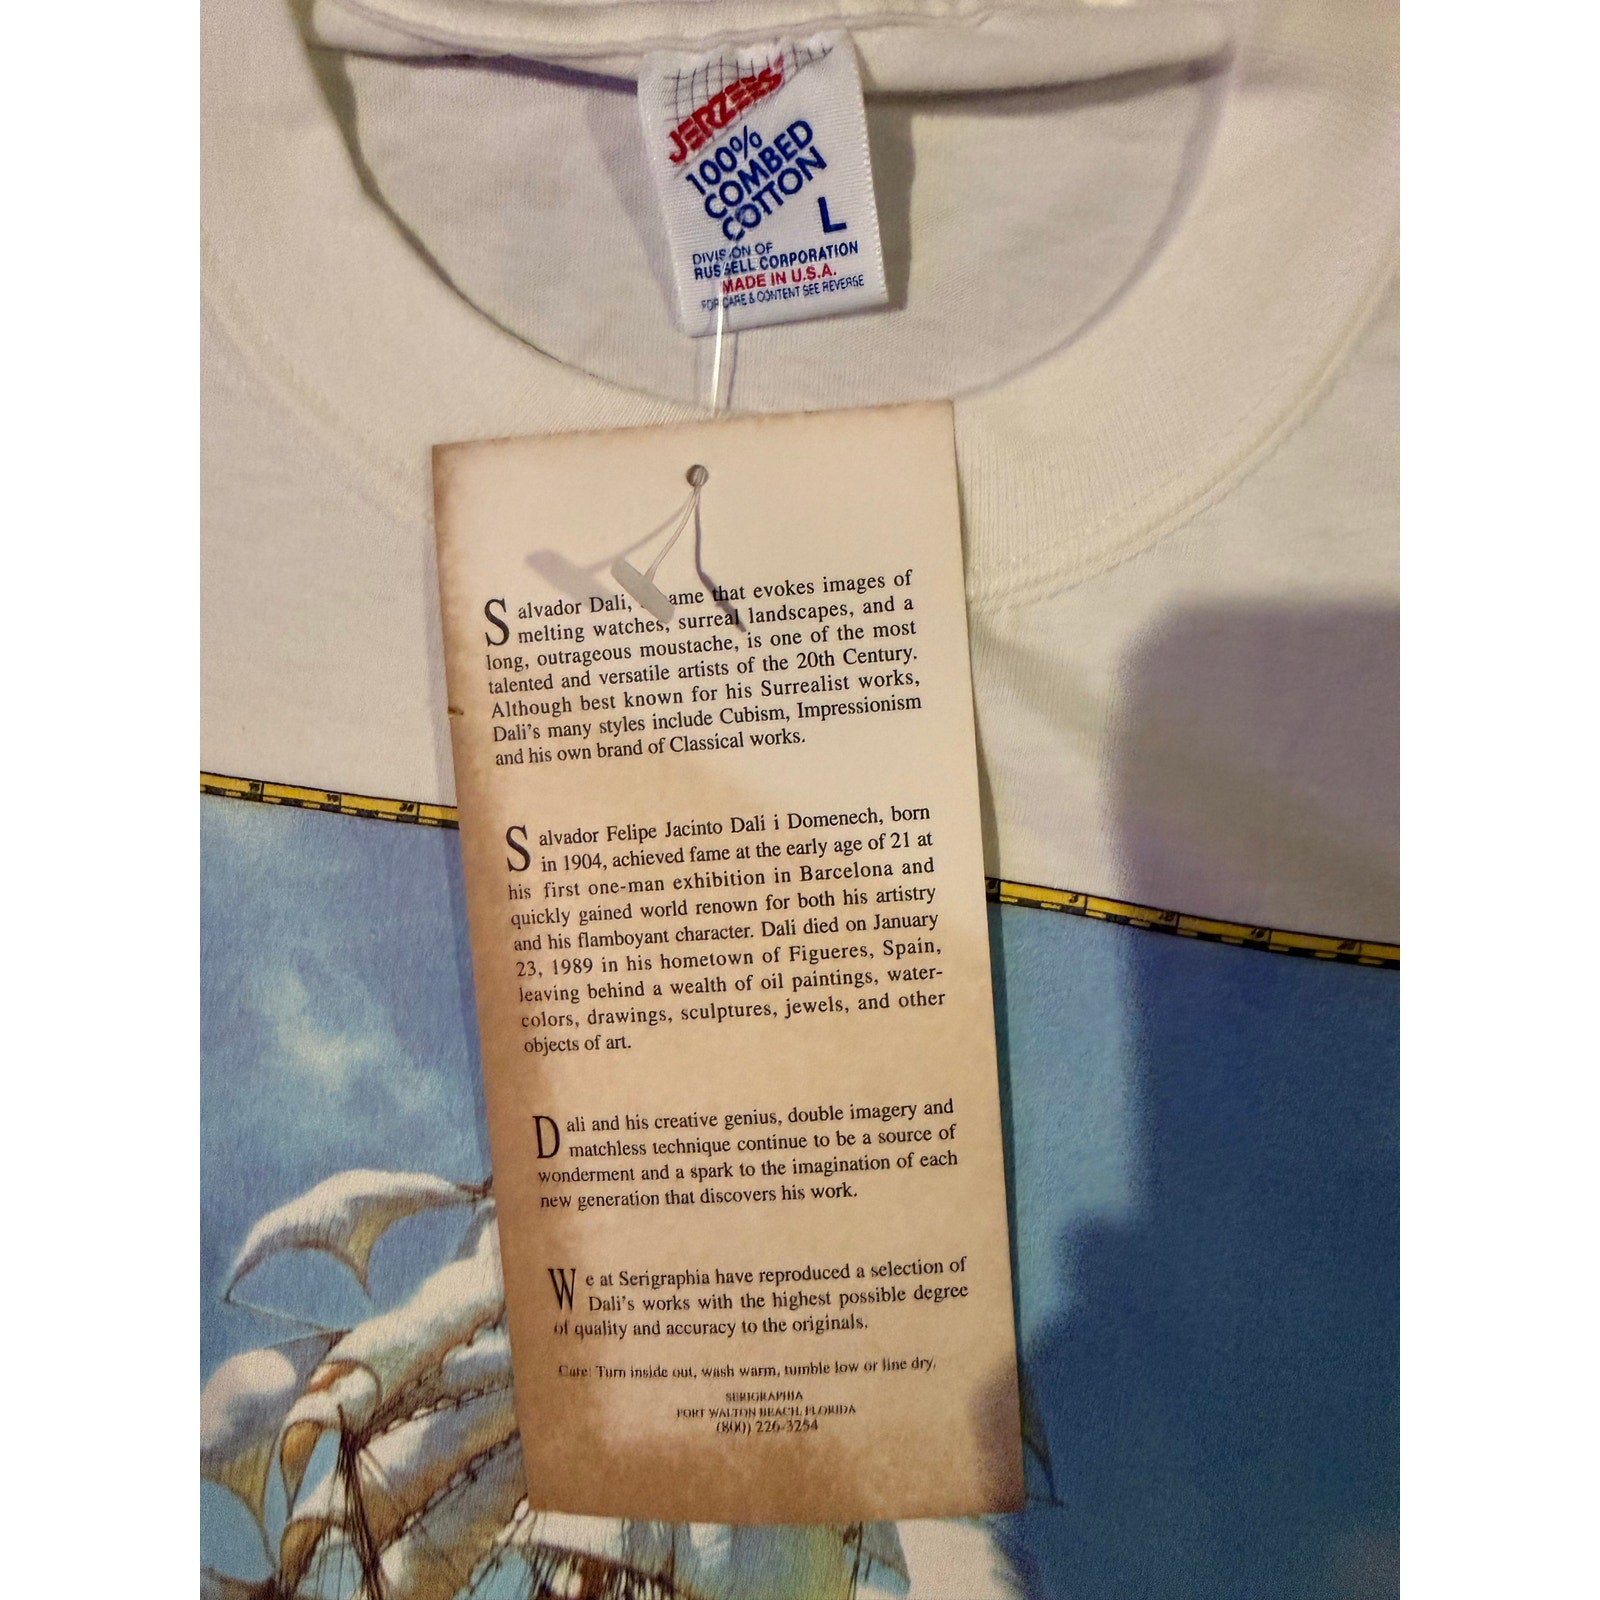 JERZEES
100%
COMBED
COTTON
L
DIVISION OF
RUSSELL CORPORATION
MADE IN U.S.A.
FOR CARE & CONTENT SEE REVERSE
Salvador Dali, ame that evokes images of
melting watches, surreal landscapes, and a
long, outrageous moustache, is one of the most
talented and versatile artists of the 20th Century.
Although best known for his Surrealist works,
Dali's many styles include Cubism, Impressionism
and his own brand of Classical works.
Salvador Felipe Jacinto Dali i Domenech, born
in 1904, achieved fame at the early age of 21 at
his first one-man exhibition in Barcelona and
quickly gained world renown for both his artistry
and his flamboyant character. Dali died on January
23, 1989 in his hometown of Figueres, Spain,
leaving behind a wealth of oil paintings, water-
colors, drawings, sculptures, jewels, and other
objects of art.
Dali and his creative genius, double imagery and
matchless technique continue to be a source of
wonderment and a spark to the imagination of each
new generation that discovers his work.
We at Serigraphia have reproduced a selection of
Dali's works with the highest possible degree
of quality and accuracy to the originals.
Care: Turn inside out, wash warm, tumble low or line dry.
SERIGRAPHIA
FORT WALTON BEACH, FLORIDA
(800) 226-3254